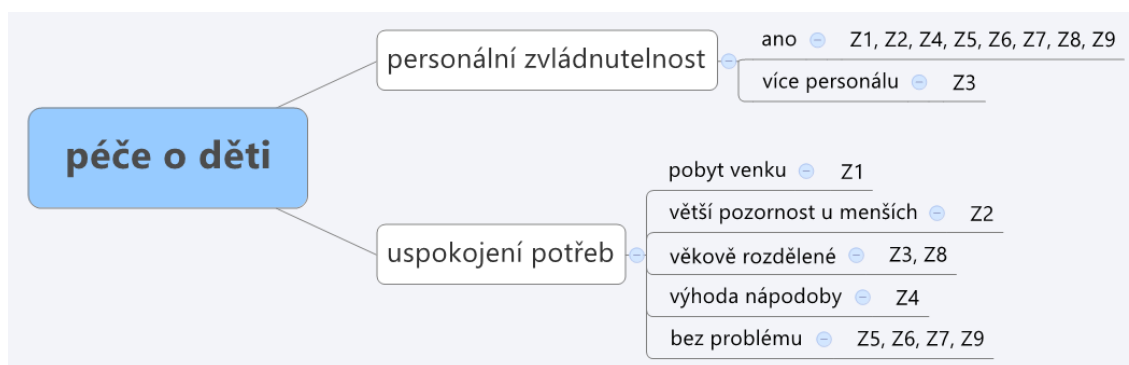 péče o děti
personální zvládnutelnost
ano Z1, Z2, Z4, Z5, Z6, Z7, Z8, Z9
více personálu Z3
uspokojení potřeb
pobyt venku Z1
větší pozornost u menších Z2
věkově rozdělené Z3, Z8
výhoda nápodoby Z4
bez problému Z5, Z6, Z7, Z9